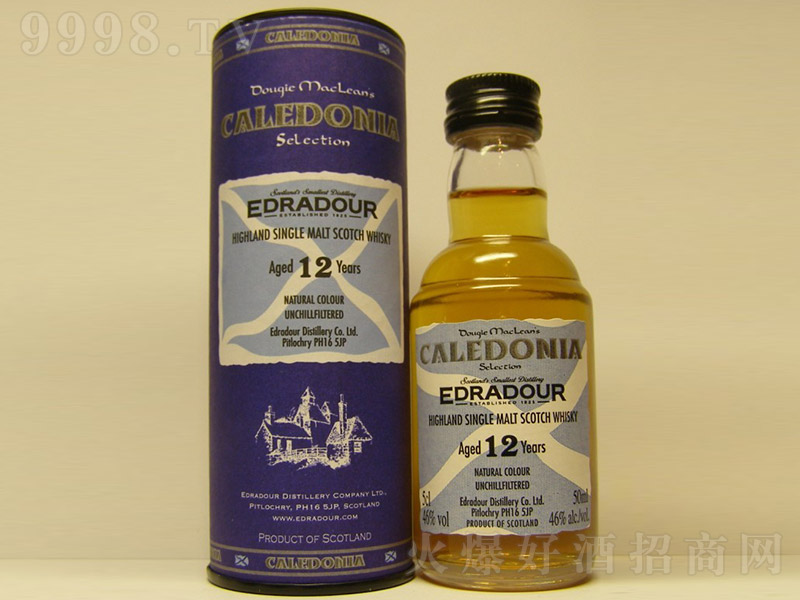 9998.TV
CALEDONIA
Dougie MacLean's
CALEDONIA
Selection
Scotland's Smallest Distillery
EDRADOUR
ESTABLISHED 1825
HIGHLAND SINGLE MALT SCOTCH WHISKY
Aged 12 Years
NATURAL COLOUR
UNCHILLFILTERED
Edradour Distillery Co. Ltd.
Pitlochry PH16 5JP
EDRADOUR DISTILLERY COMPANY LTD.,
PITLOCHRY, PH16 5JP, SCOTLAND
WWW.EDRADOUR.COM
PRODUCT OF SCOTLAND
CALEDONIA
Dougie MacLean's
CALEDONIA
Selection
Scotland's Smallest Distillery
EDRADOUR
ESTABLISHED 1825
HIGHLAND SINGLE MALT SCOTCH WHISKY
Aged 12 Years
NATURAL COLOUR
UNCHILLFILTERED
5cl
50ml
Edradour Distillery Co. Ltd.
Pitlochry PH16 5JP
PRODUCT OF SCOTLAND
46% vol
46% alc/vol
火爆好酒招商网